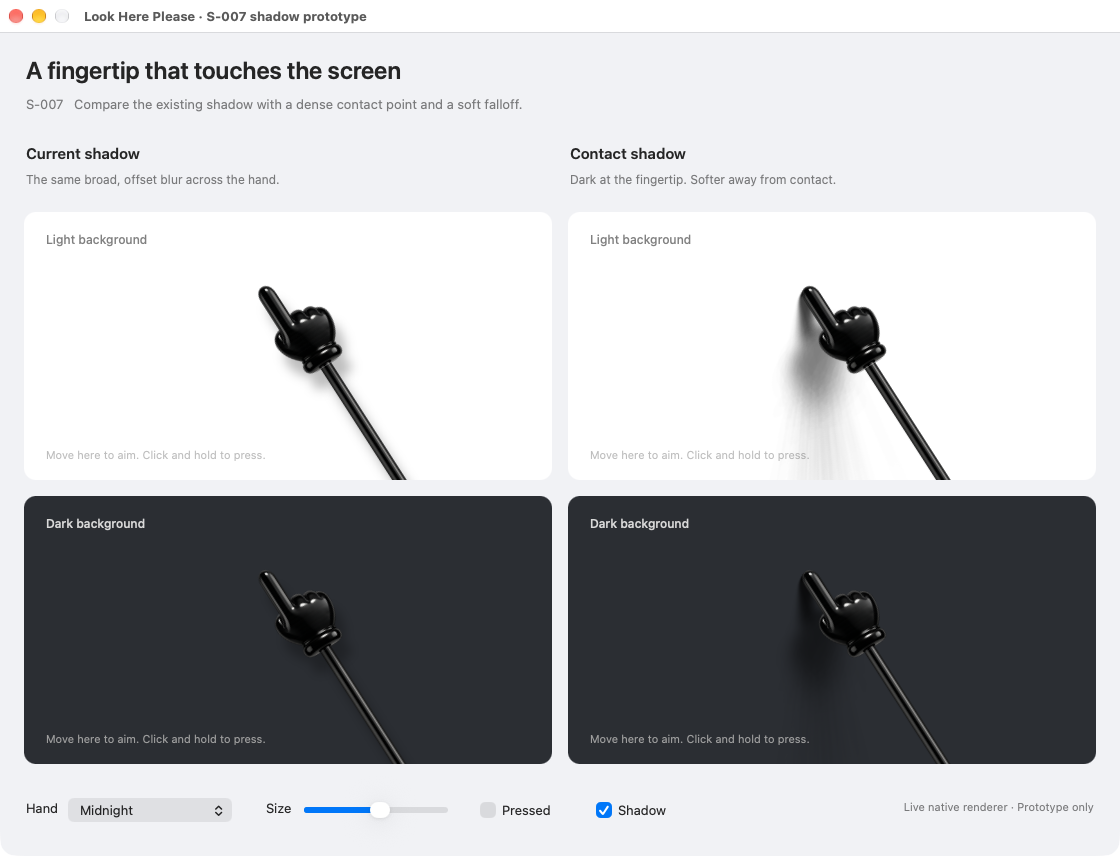 Look Here Please · S-007 shadow prototype
A fingertip that touches the screen
S-007 Compare the existing shadow with a dense contact point and a soft falloff.
Current shadow
The same broad, offset blur across the hand.
Contact shadow
Dark at the fingertip. Softer away from contact.
Light background
Move here to aim. Click and hold to press.
Light background
Move here to aim. Click and hold to press.
Dark background
Move here to aim. Click and hold to press.
Dark background
Move here to aim. Click and hold to press.
Hand
Midnight
Size
Pressed
Shadow
Live native renderer · Prototype only